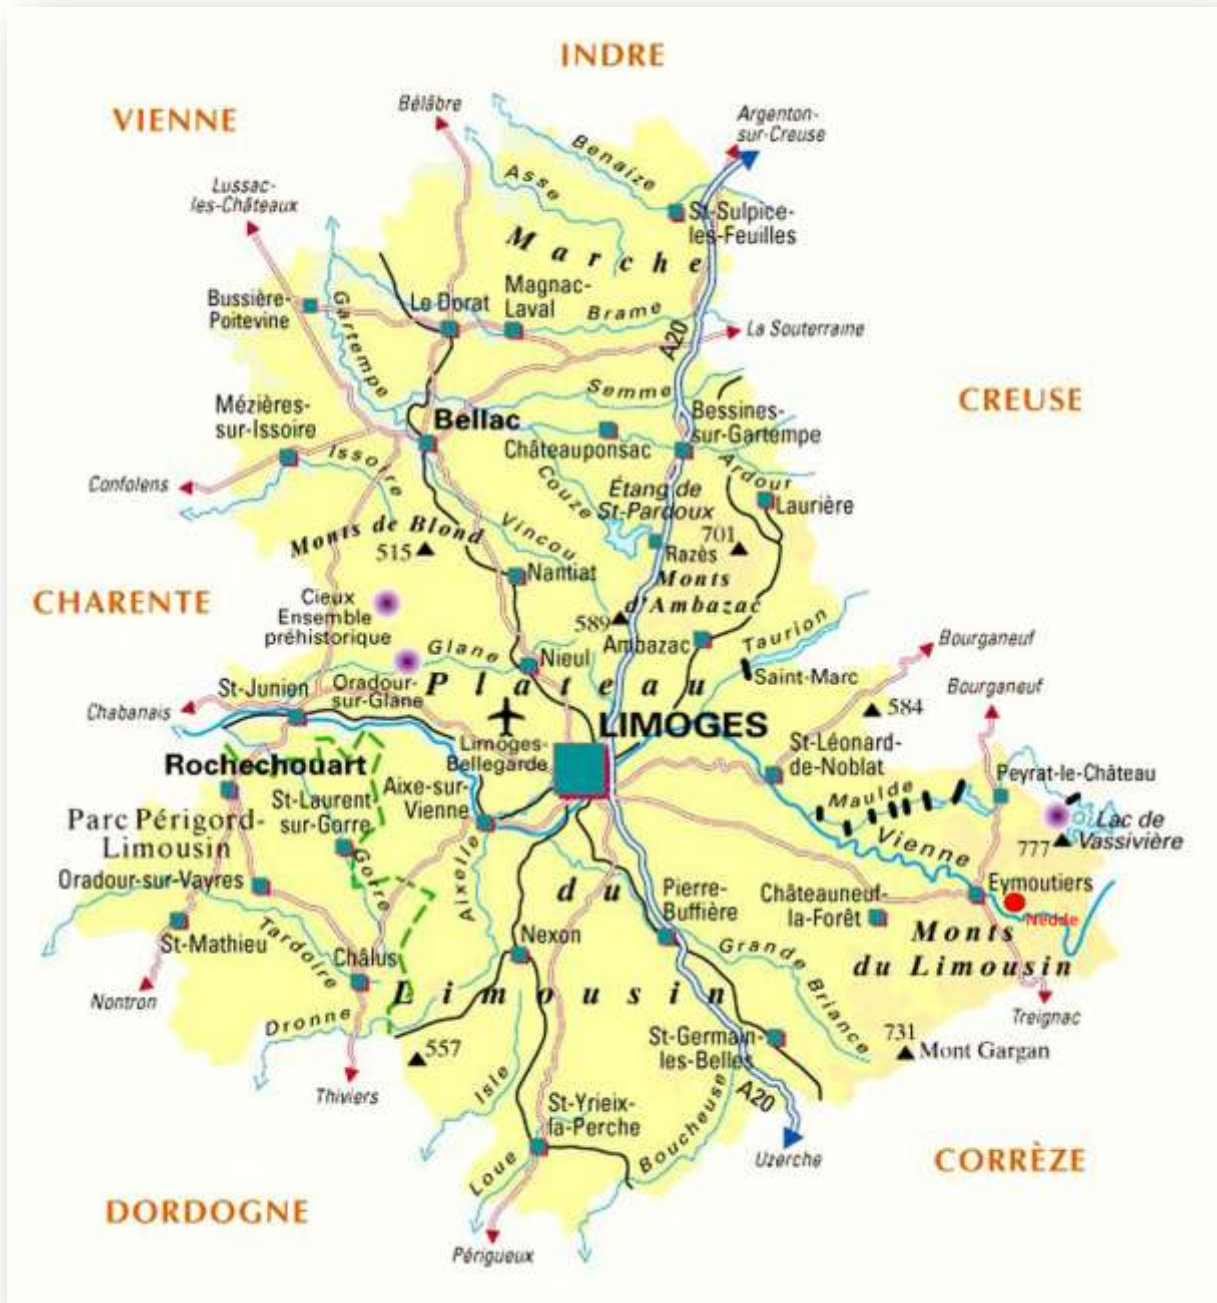 INDRE
VIENNE
Bélâbre
Argenton-
sur-Creuse
Benaize
Asse
Lussac-
les-Châteaux
St-Sulpice-
les-Feuilles
Marche
Bussière-
Poitevine
Gartempe
Le Dorat
Magnac-
Laval
Brame
A20
La Souterraine
Semme
CREUSE
Mézières-
sur-Issoire
Bellac
Bessines-
sur-Gartempe
Châteauponsac
Issoire
Confolens
Couze
Ardour
Étang de
St-Pardoux
Laurière
Monts de Blond
515
Vincou
701
Razès
Nantiat
Monts
d'Ambazac
CHARENTE
Cieux
Ensemble
préhistorique
589
Ambazac
Taurion
Bourganeuf
Glane
Nieul
Saint-Marc
St-Junien
Oradour-
sur-Glane
Plateau
Bourganeuf
Chabanais
584
LIMOGES
Limoges-
Bellegarde
St-Léonard-
de-Noblat
Rochechouart
Aixe-sur-
Vienne
Peyrat-le-Château
St-Laurent-
sur-Gorre
Maulde
Parc Périgord-
Limousin
Lac de
Vassivière
Vienne
777
Oradour-sur-Vayres
Gorre
Aixette
du
Pierre-
Buffière
Châteauneuf-
la-Forêt
Eymoutiers
Nedde
St-Mathieu
Tardoire
Nexon
Monts
du Limousin
Châlus
Grande Briance
Nontron
Limousin
Dronne
Treignac
St-Germain-
les-Belles
731
Mont Gargan
557
Thiviers
Isle
A20
St-Yrieix-
la-Perche
Boucheuse
Loue
Uzerche
CORRÈZE
DORDOGNE
Périgueux